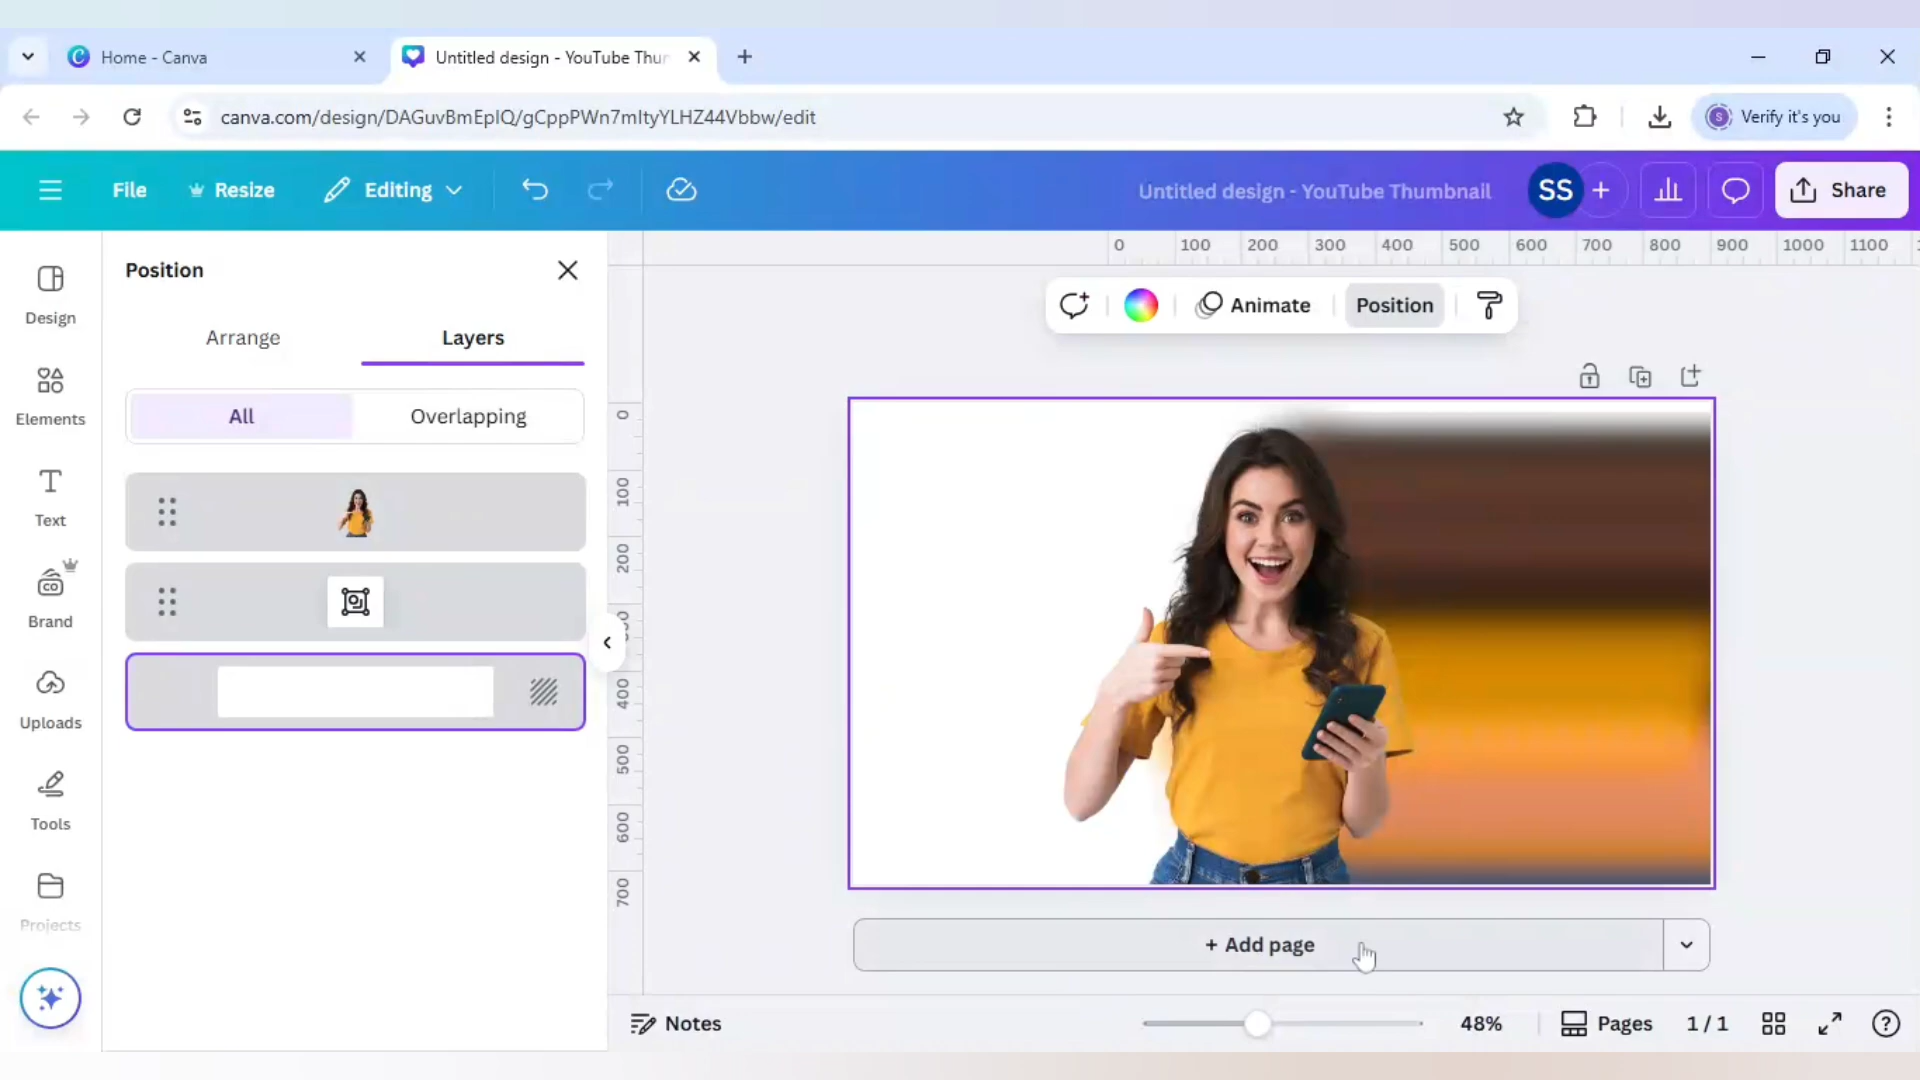 Home - Canva
Untitled design - YouTube Thur
canva.com/design/DAGuvBmEpIQ/gCppPWn7mItyYLHZ44Vbbw/edit
S
Verify it's you
File
Resize
Editing
Untitled design - YouTube Thumbnail
SS
+
Share
Design
Elements
Text
CO
Brand
Uploads
Tools
Projects
Position
Arrange
Layers
All
Overlapping
0 100 200 300 400 500 600 700 800 900 1000 1100
Animate
Position
0
100
200
400
500
600
700
+ Add page
Notes
48%
Pages
1 / 1
?